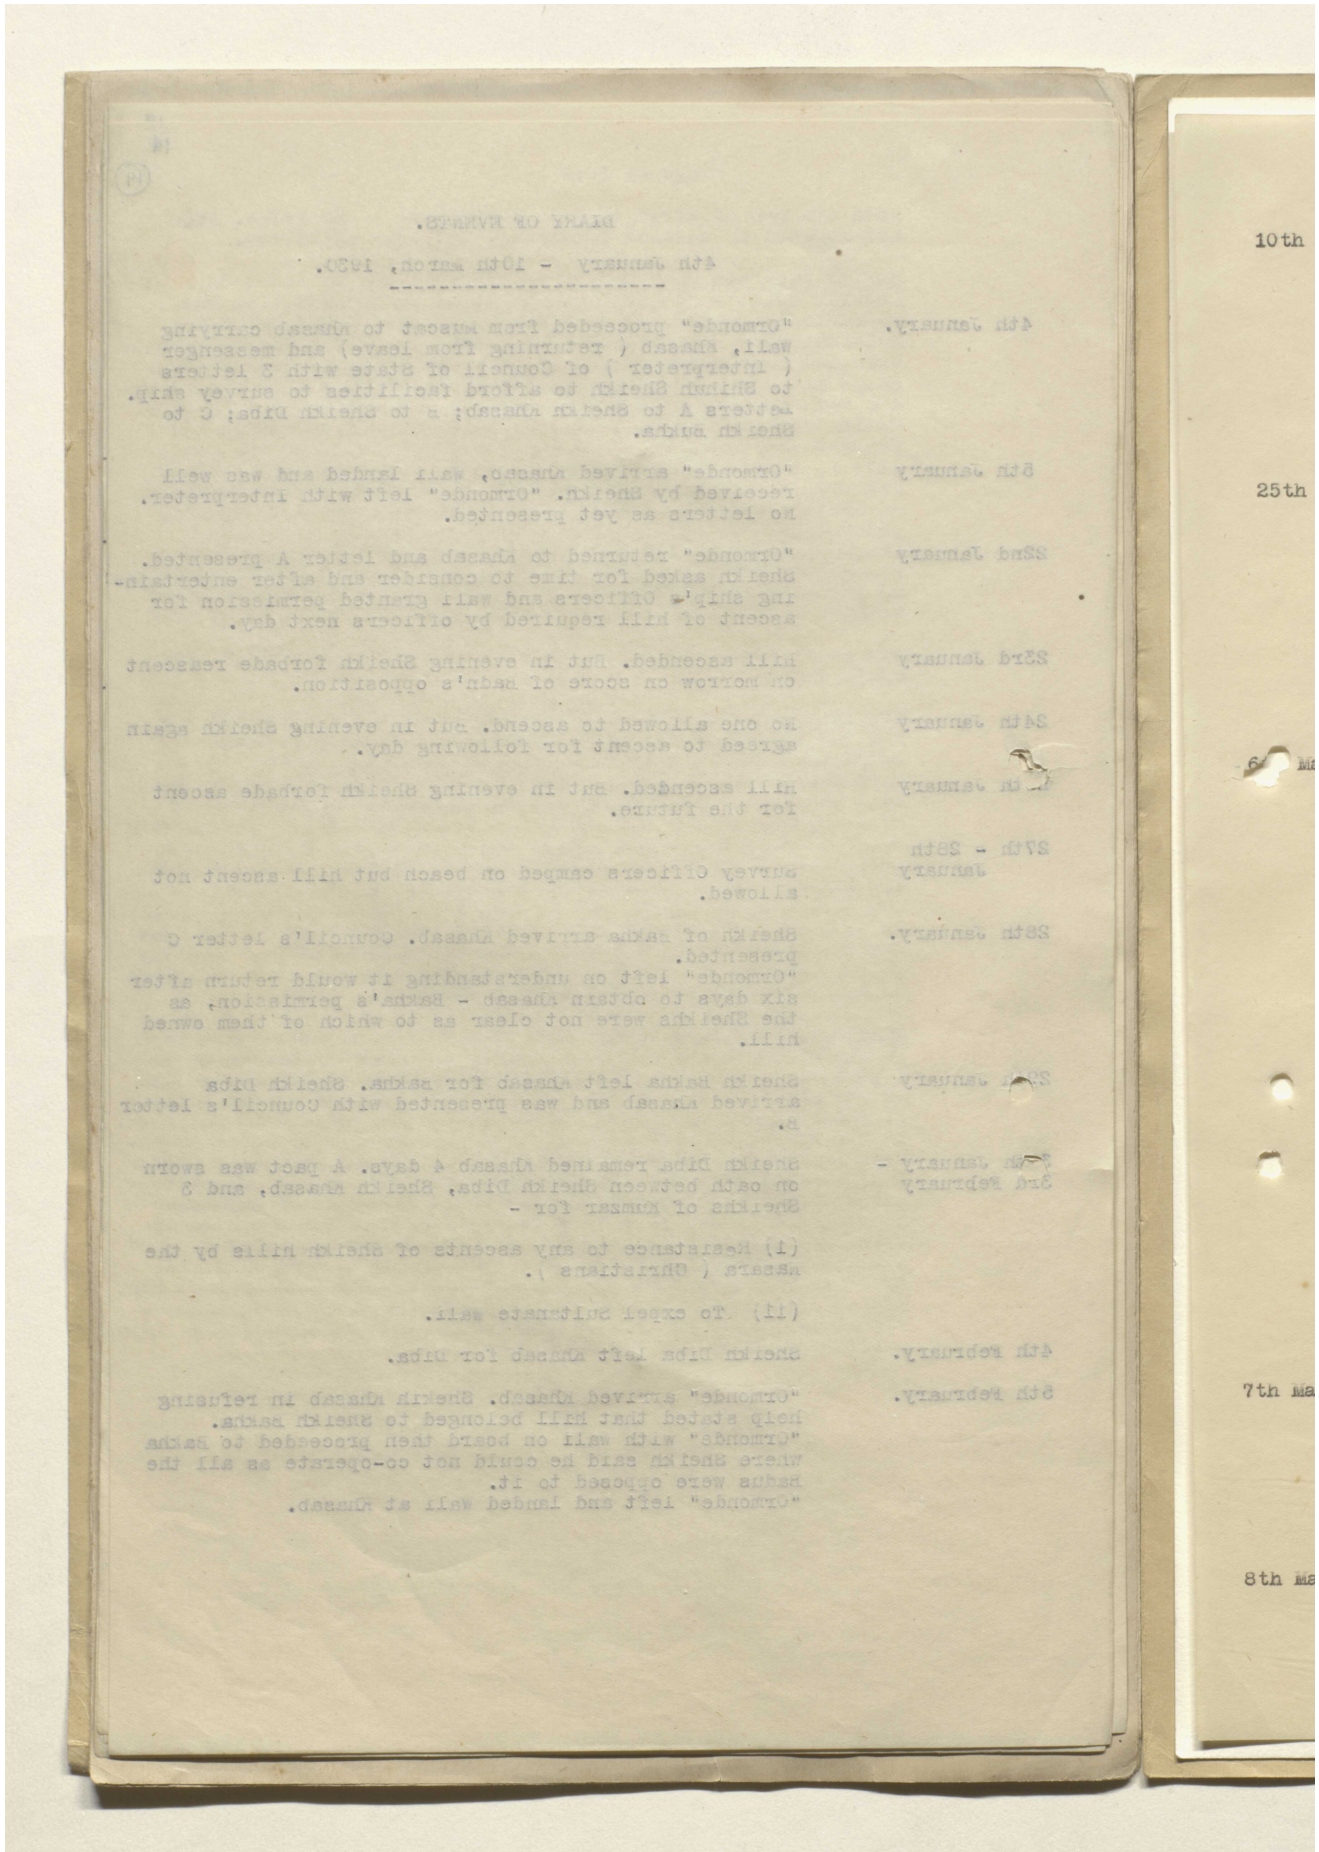 14
DIARY OF EVENTS.
4th January - 10th March, 1930.
4th January.
"Ormonde" proceeded from Muscat to Khasab carrying
Wali, Khasab ( returning from leave) and messenger
( Interpreter ) of Council of State with 3 letters
to Shihuh Sheikh to afford facilities to survey ship.
Letters A to Sheikh Khasab; B to Sheikh Diba; C to
Sheikh Bukha.
5th January
"Ormonde" arrived Khasab, Wali landed and was well
received by Sheikh. "Ormonde" left with Interpreter.
No letters as yet presented.
22nd January
"Ormonde" returned to Khasab and letter A presented.
Sheikh asked for time to consider and after entertain-
ing ship's Officers and Wali granted permission for
ascent of hill required by officers next day.
23rd January
Hill ascended. But in evening Sheikh forbade reascent
on morrow on score of Badn's opposition.
24th January
No one allowed to ascend. But in evening Sheikh again
agreed to ascent for following day.
th January
Hill ascended. But in evening Sheikh forbade ascent
for the future.
27th - 28th
January
Survey Officers camped on beach but hill ascent not
allowed.
28th January.
Sheikh of Bakha arrived Khasab. Council's letter C
presented.
"Ormonde" left on understanding it would return after
six days to obtain Khasab - Bakha's permission, as
the Sheikhs were not clear as to which of them owned
hill.
29th January
Sheikh Bakha left Khasab for Bakha. Sheikh Diba
arrived Khasab and was presented with Council's letter
B.
th January -
3rd February
Sheikh Diba remained Khasab 4 days. A pact was sworn
on oath between Sheikh Diba, Sheikh Khasab, and 3
Sheikhs of Kumzar for -
(i) Resistance to any ascents of Sheikh hills by the
Nasara ( Christians ).
(ii) To expel Sultanate Wali.
4th February.
Sheikh Diba left Khasab for Diba.
5th February.
"Ormonde" arrived Khasab. Shekih Khasab in refusing
help stated that hill belonged to Sheikh Bakha.
"Ormonde" with Wali on board then proceeded to Bakha
where Sheikh said he could not co-operate as all the
Badus were opposed to it.
"Ormonde" left and landed Wali at Khasab.
10th
25th
6 Ma
7th Ma
8th Ma